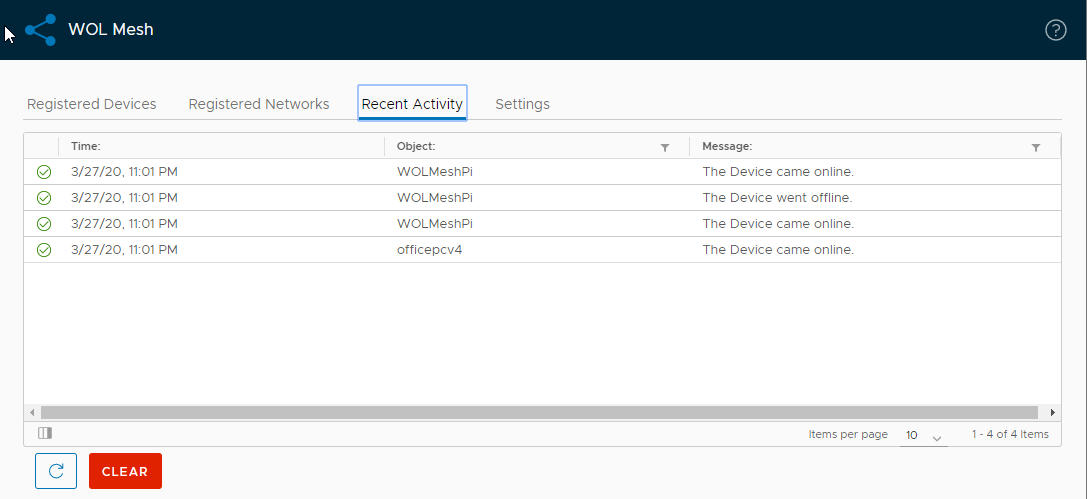 WOL Mesh
?
Registered Devices Registered Networks Recent Activity Settings
Time: Object: Message:
3/27/20, 11:01 PM WOLMeshPi The Device came online.
3/27/20, 11:01 PM WOLMeshPi The Device went offline.
3/27/20, 11:01 PM WOLMeshPi The Device came online.
3/27/20, 11:01 PM officepcv4 The Device came online.
Items per page 10 1 - 4 of 4 Items
CLEAR